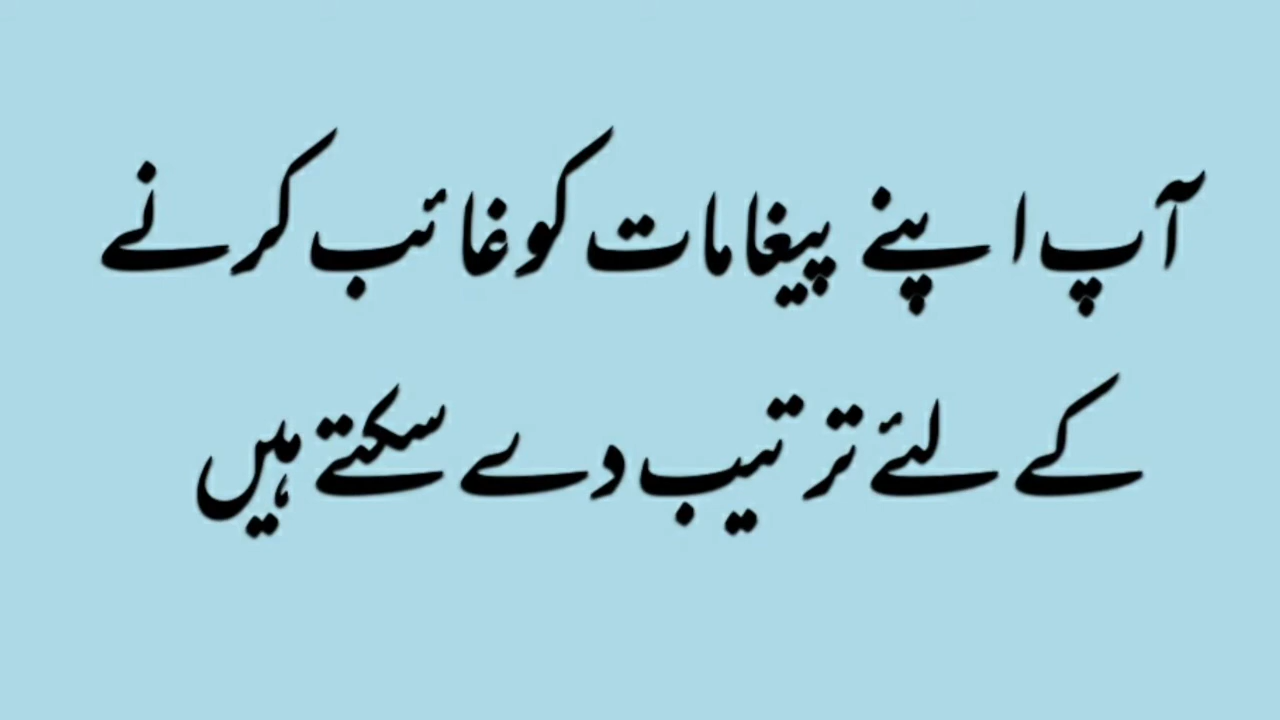 آپ اپنے پیغامات کو غائب کرنے
کے لئے ترتیب دے سکتے ہیں